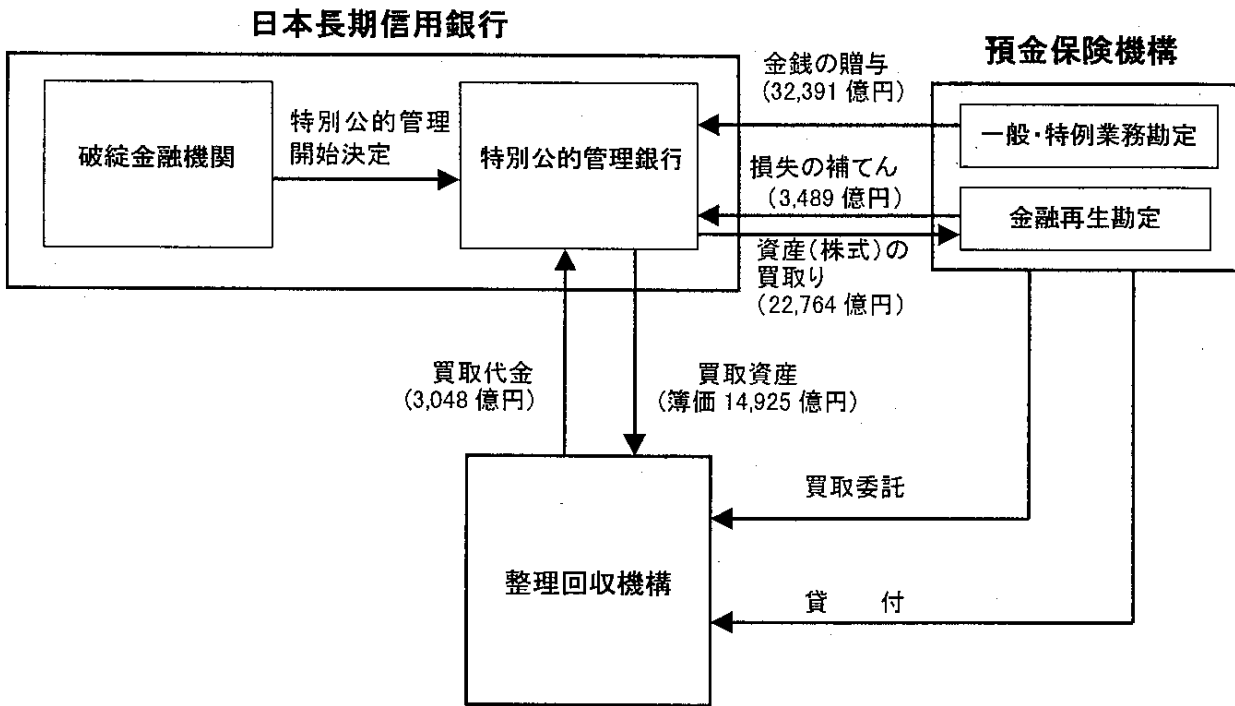 日本長期信用銀行
預金保険機構
破綻金融機関
特別公的管理
開始決定
特別公的管理銀行
金銭の贈与
(32,391 億円)
一般・特例業務勘定
損失の補てん
(3,489 億円)
金融再生勘定
資産(株式)の
買取り
(22,764 億円)
買取代金
(3,048 億円)
買取資産
(簿価 14,925 億円)
買取委託
整理回収機構
貸　付